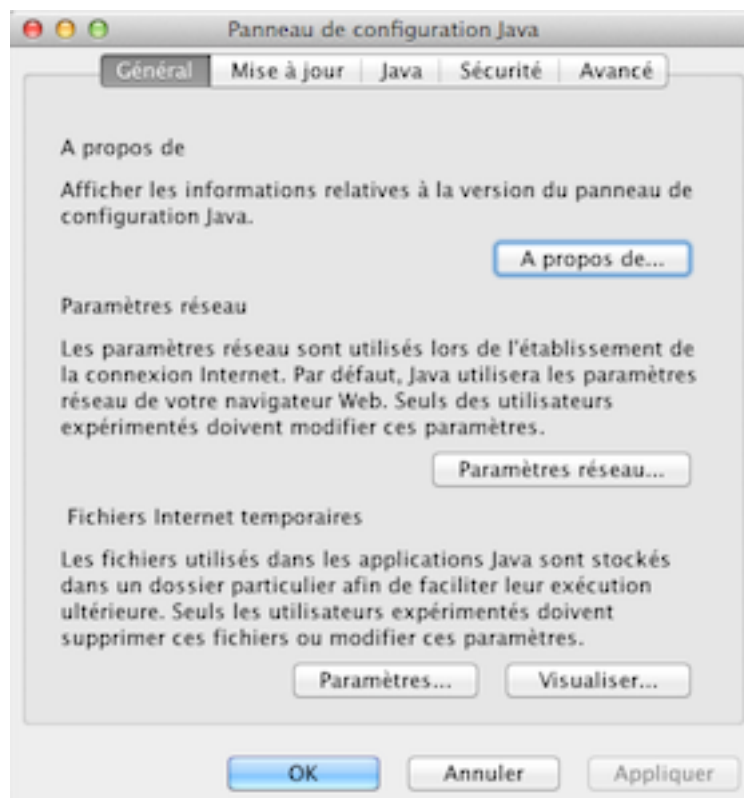 Panneau de configuration Java
Général Mise à jour Java Sécurité Avancé
A propos de
Afficher les informations relatives à la version du panneau de
configuration Java.
A propos de...
Paramètres réseau
Les paramètres réseau sont utilisés lors de l'établissement de
la connexion Internet. Par défaut, Java utilisera les paramètres
réseau de votre navigateur Web. Seuls des utilisateurs
expérimentés doivent modifier ces paramètres.
Paramètres réseau...
Fichiers Internet temporaires
Les fichiers utilisés dans les applications Java sont stockés
dans un dossier particulier afin de faciliter leur exécution
ultérieure. Seuls les utilisateurs expérimentés doivent
supprimer ces fichiers ou modifier ces paramètres.
Paramètres... Visualiser...
OK Annuler Appliquer